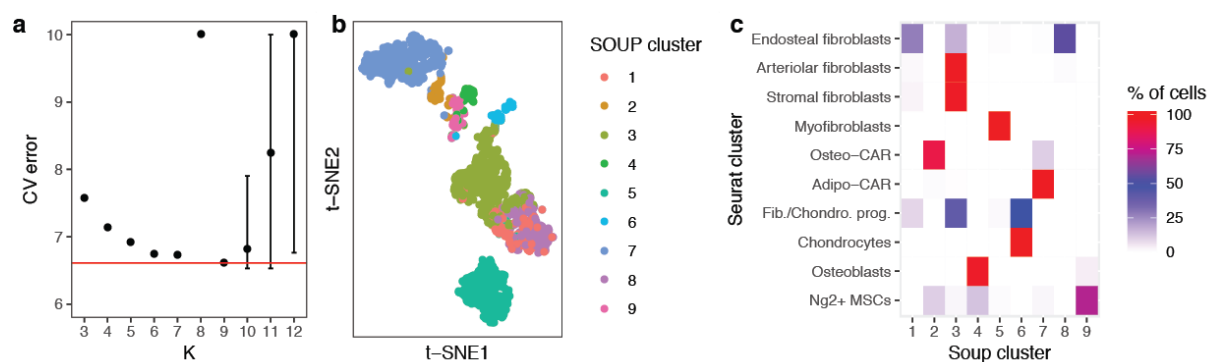 a
CV error
10
9
8
7
6
3 4 5 6 7 8 9 10 11 12
K
b
t−SNE2
t−SNE1
SOUP cluster
1
2
3
4
5
6
7
8
9
c
Seurat cluster
Endosteal fibroblasts
Arteriolar fibroblasts
Stromal fibroblasts
Myofibroblasts
Osteo−CAR
Adipo−CAR
Fib./Chondro. prog.
Chondrocytes
Osteoblasts
Ng2+ MSCs
1 2 3 4 5 6 7 8 9
Soup cluster
% of cells
100
75
50
25
0